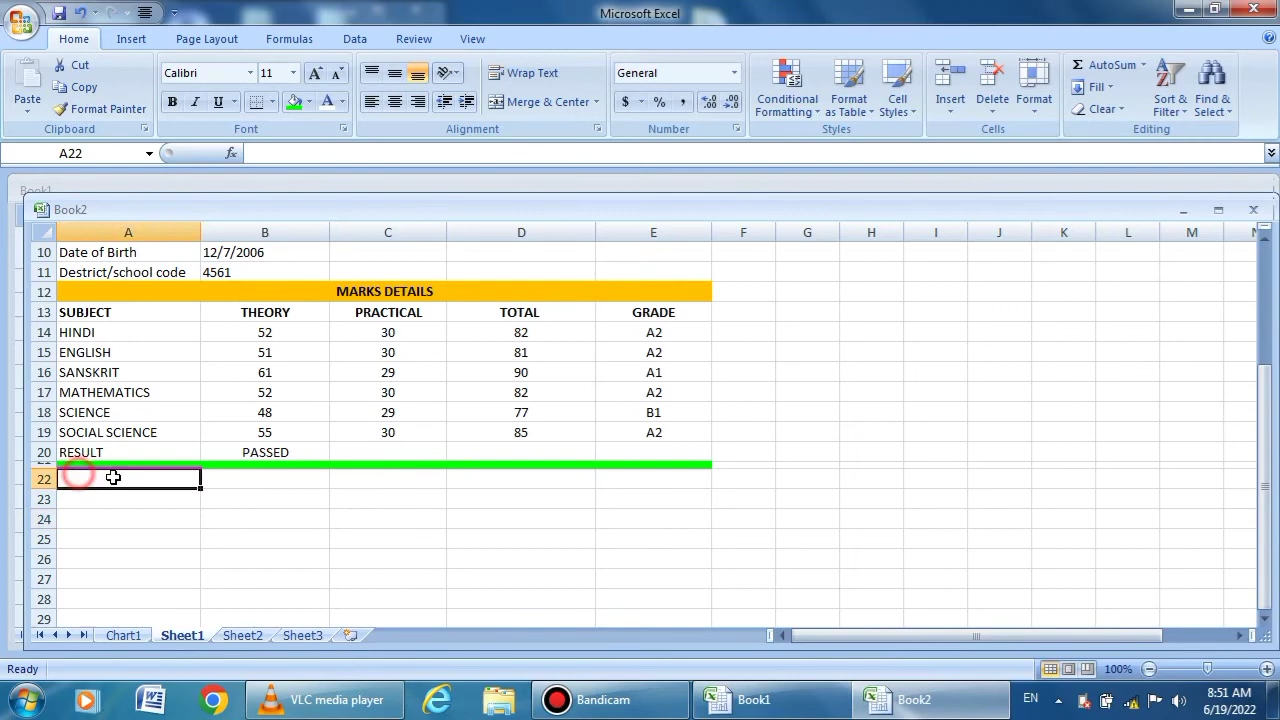 Microsoft Excel
Home Insert Page Layout Formulas Data Review View
Paste Cut Copy Format Painter Clipboard
Calibri 11 A A B I U A Font
Wrap Text Merge & Center Alignment
General $ % , Number
Conditional Formatting Format as Table Cell Styles Styles
Insert Delete Format Cells
Σ AutoSum Fill Clear Sort & Filter Find & Select Editing
A22 fx
Book1
Book2
A B C D E F G H I J K L M N
10 Date of Birth 12/7/2006
11 Destrict/school code 4561
12 MARKS DETAILS
13 SUBJECT THEORY PRACTICAL TOTAL GRADE
14 HINDI 52 30 82 A2
15 ENGLISH 51 30 81 A2
16 SANSKRIT 61 29 90 A1
17 MATHEMATICS 52 30 82 A2
18 SCIENCE 48 29 77 B1
19 SOCIAL SCIENCE 55 30 85 A2
20 RESULT PASSED
22
23
24
25
26
27
28
29
Chart1 Sheet1 Sheet2 Sheet3
Ready 100%
VLC media player Bandicam Book1 Book2 EN 8:51 AM
6/19/2022